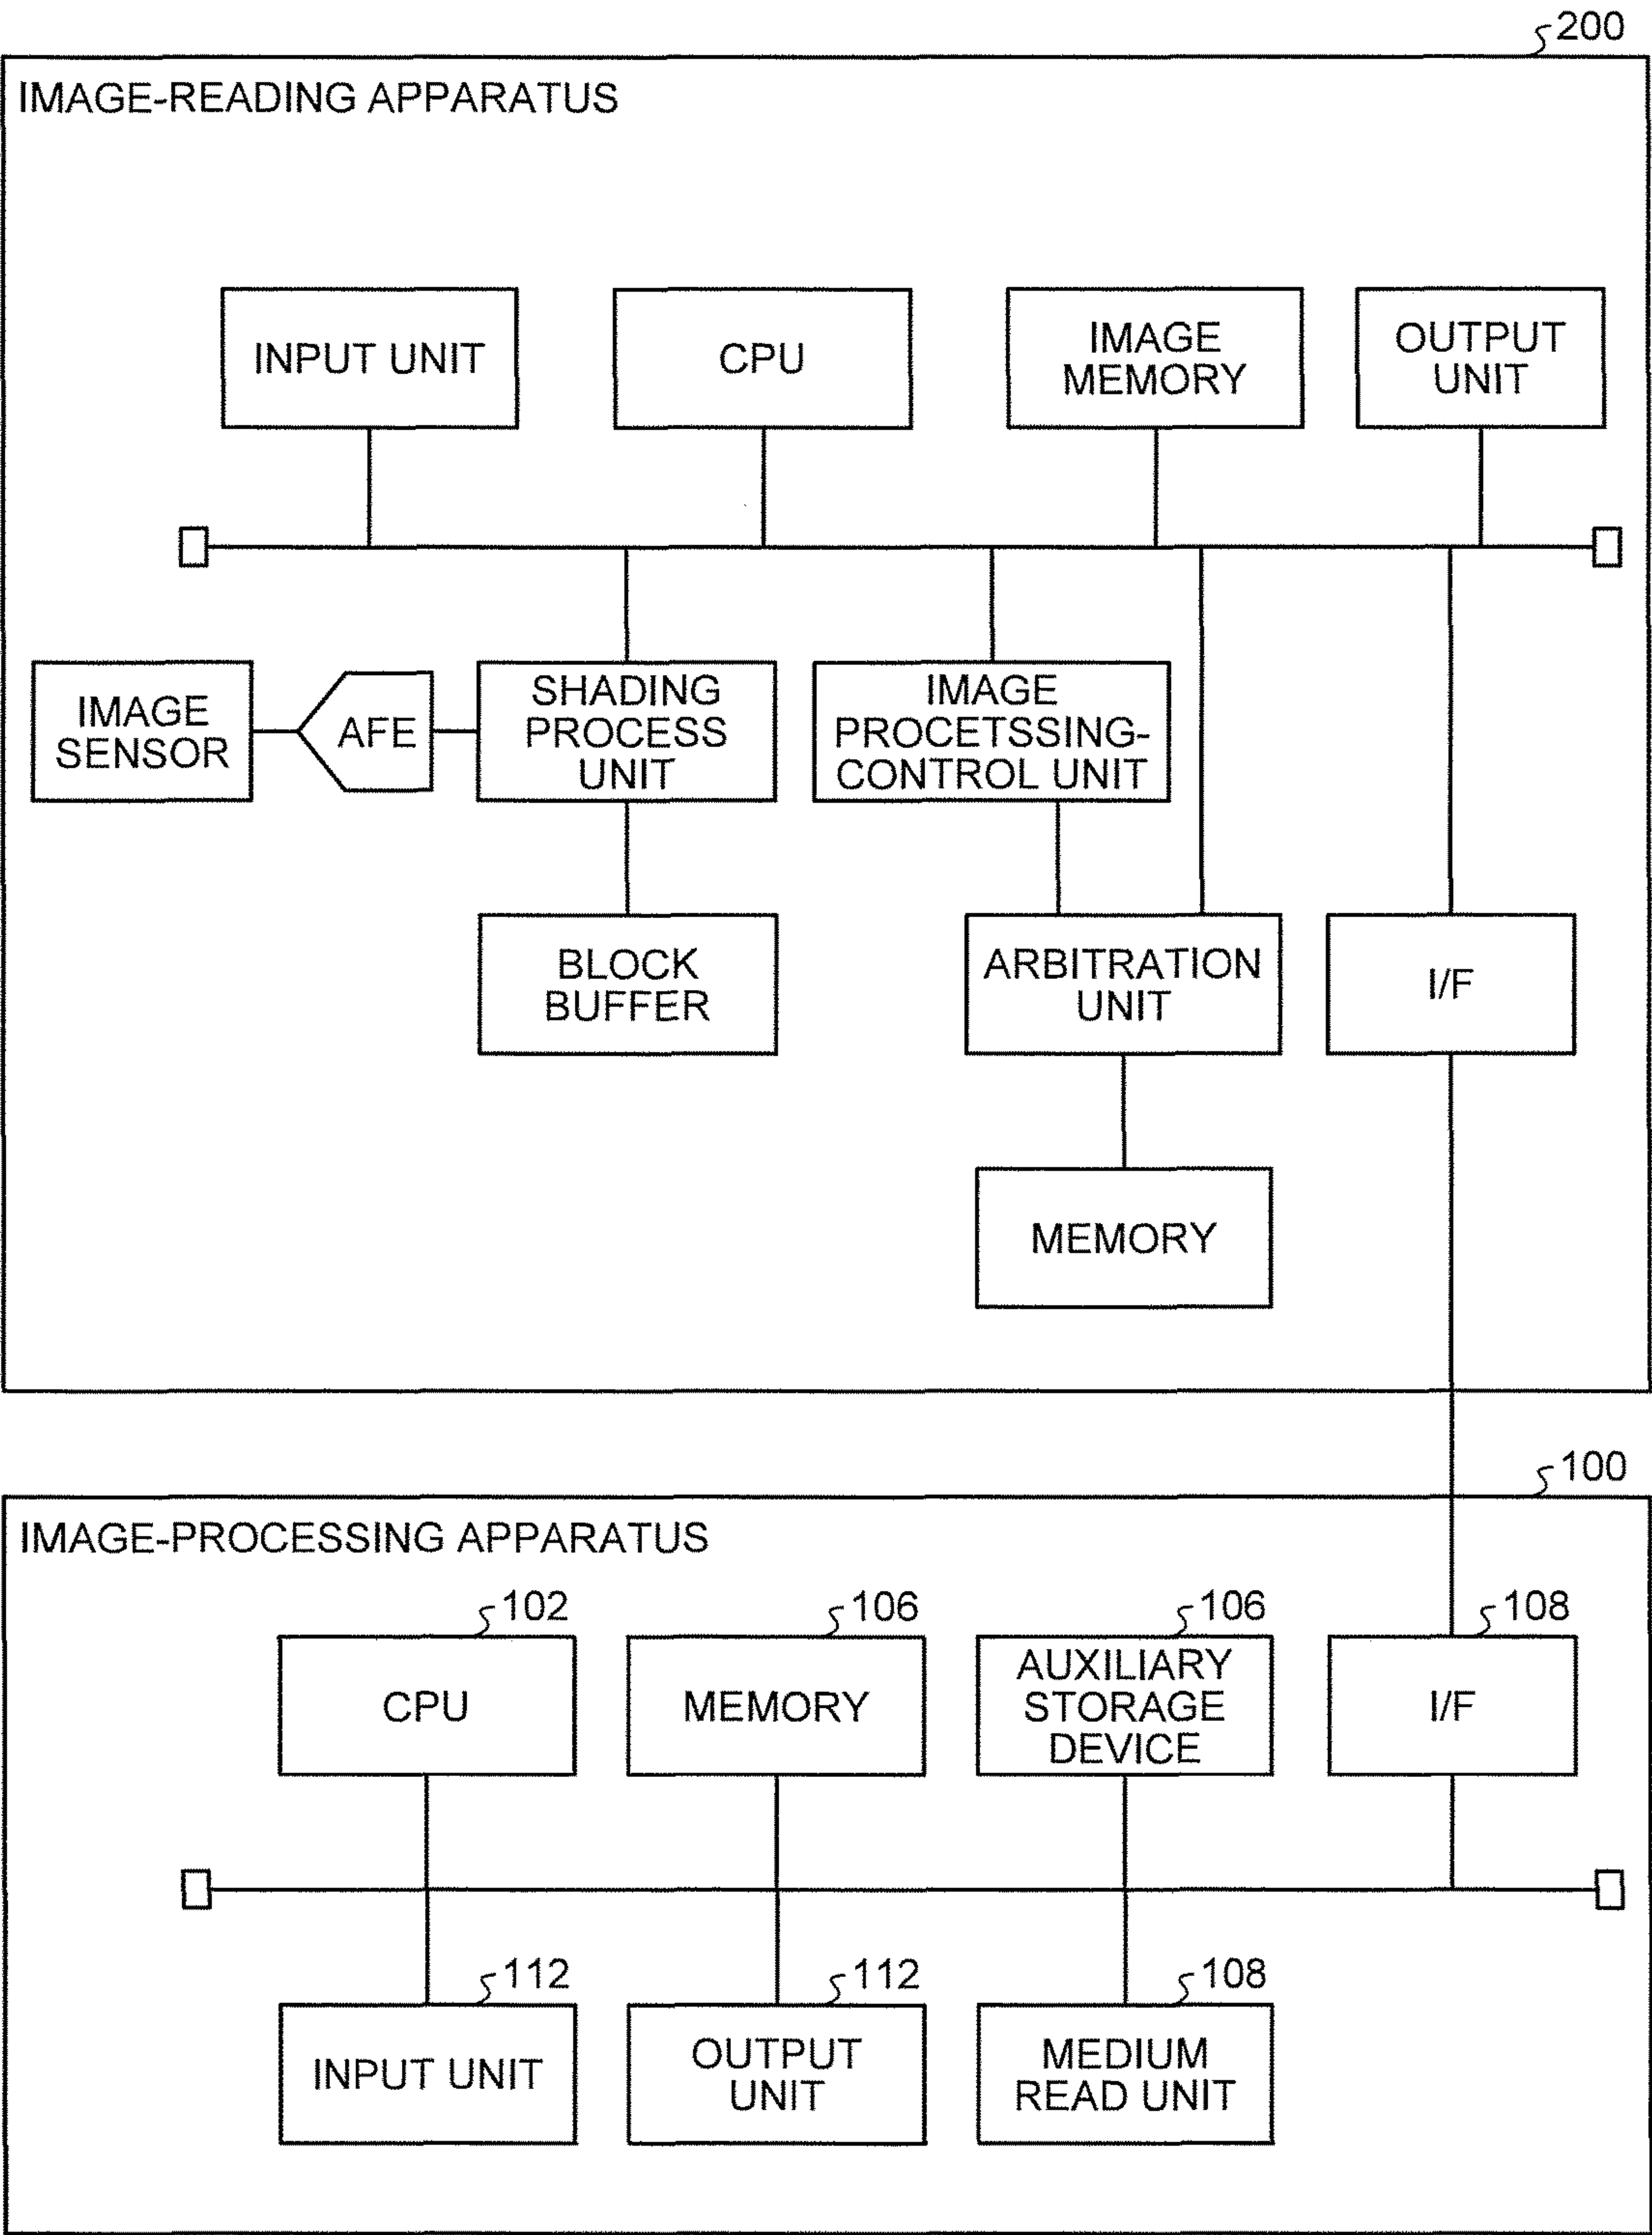 200
IMAGE-READING APPARATUS
INPUT UNIT
CPU
IMAGE
MEMORY
OUTPUT
UNIT
IMAGE
SENSOR
AFE
SHADING
PROCESS
UNIT
IMAGE
PROCETSSING-
CONTROL UNIT
BLOCK
BUFFER
ARBITRATION
UNIT
I/F
MEMORY
100
IMAGE-PROCESSING APPARATUS
102
CPU
106
MEMORY
106
AUXILIARY
STORAGE
DEVICE
108
I/F
112
INPUT UNIT
112
OUTPUT
UNIT
108
MEDIUM
READ UNIT